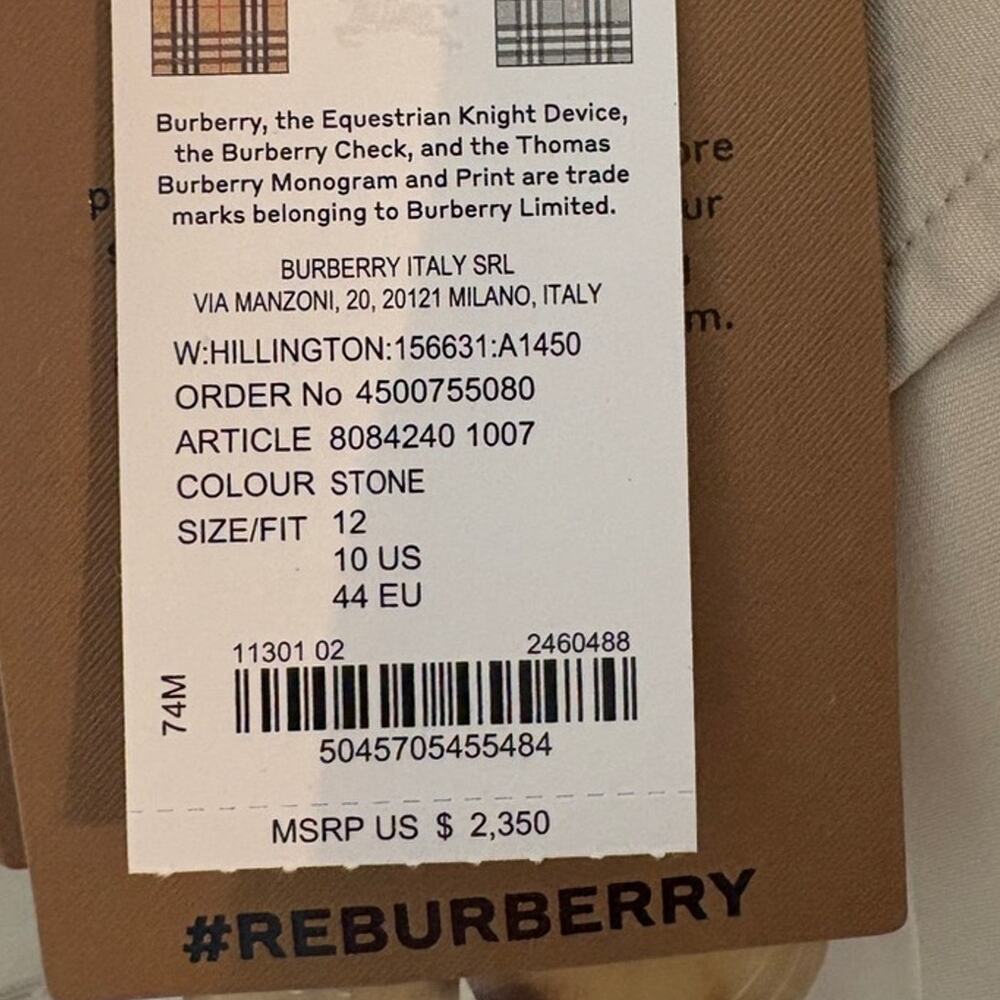 Burberry, the Equestrian Knight Device,
the Burberry Check, and the Thomas
Burberry Monogram and Print are trade
marks belonging to Burberry Limited.
BURBERRY ITALY SRL
VIA MANZONI, 20, 20121 MILANO, ITALY
W:HILLINGTON:156631:A1450
ORDER No 4500755080
ARTICLE 8084240 1007
COLOUR STONE
SIZE/FIT 12
10 US
44 EU
11301 02 2460488
74M
5045705455484
MSRP US $ 2,350
#REBURBERRY